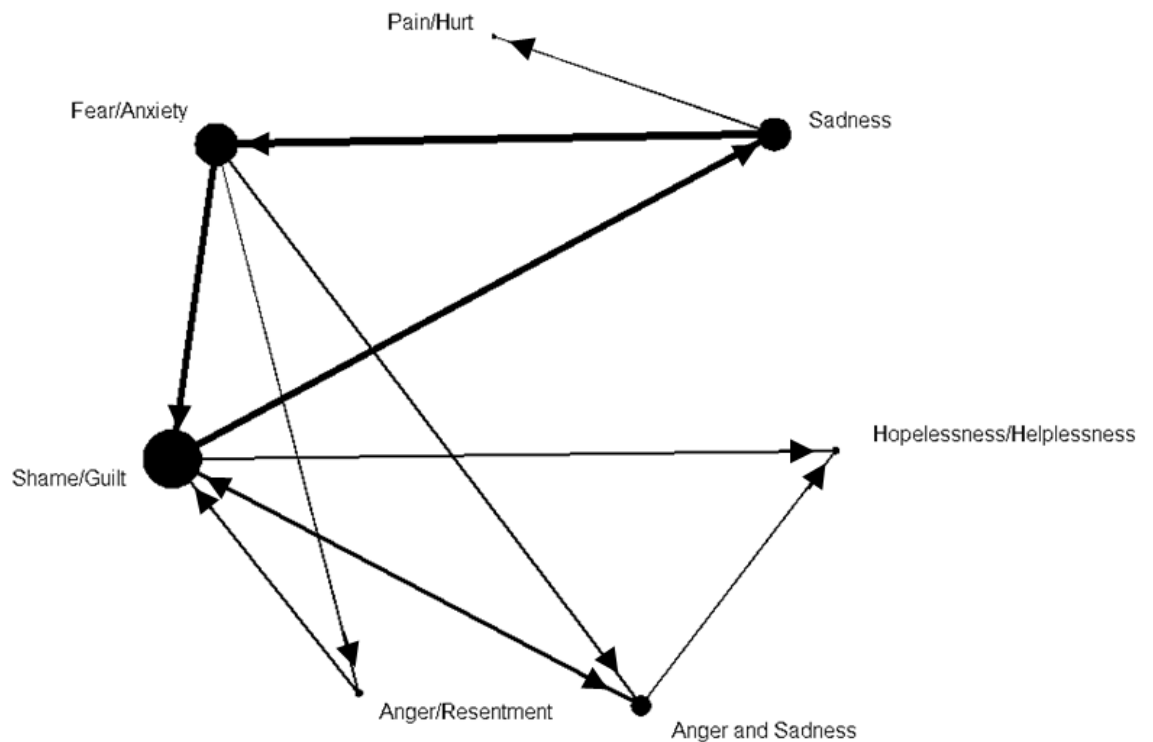 Pain/Hurt
Fear/Anxiety
Sadness
Hopelessness/Helplessness
Shame/Guilt
Anger/Resentment
Anger and Sadness